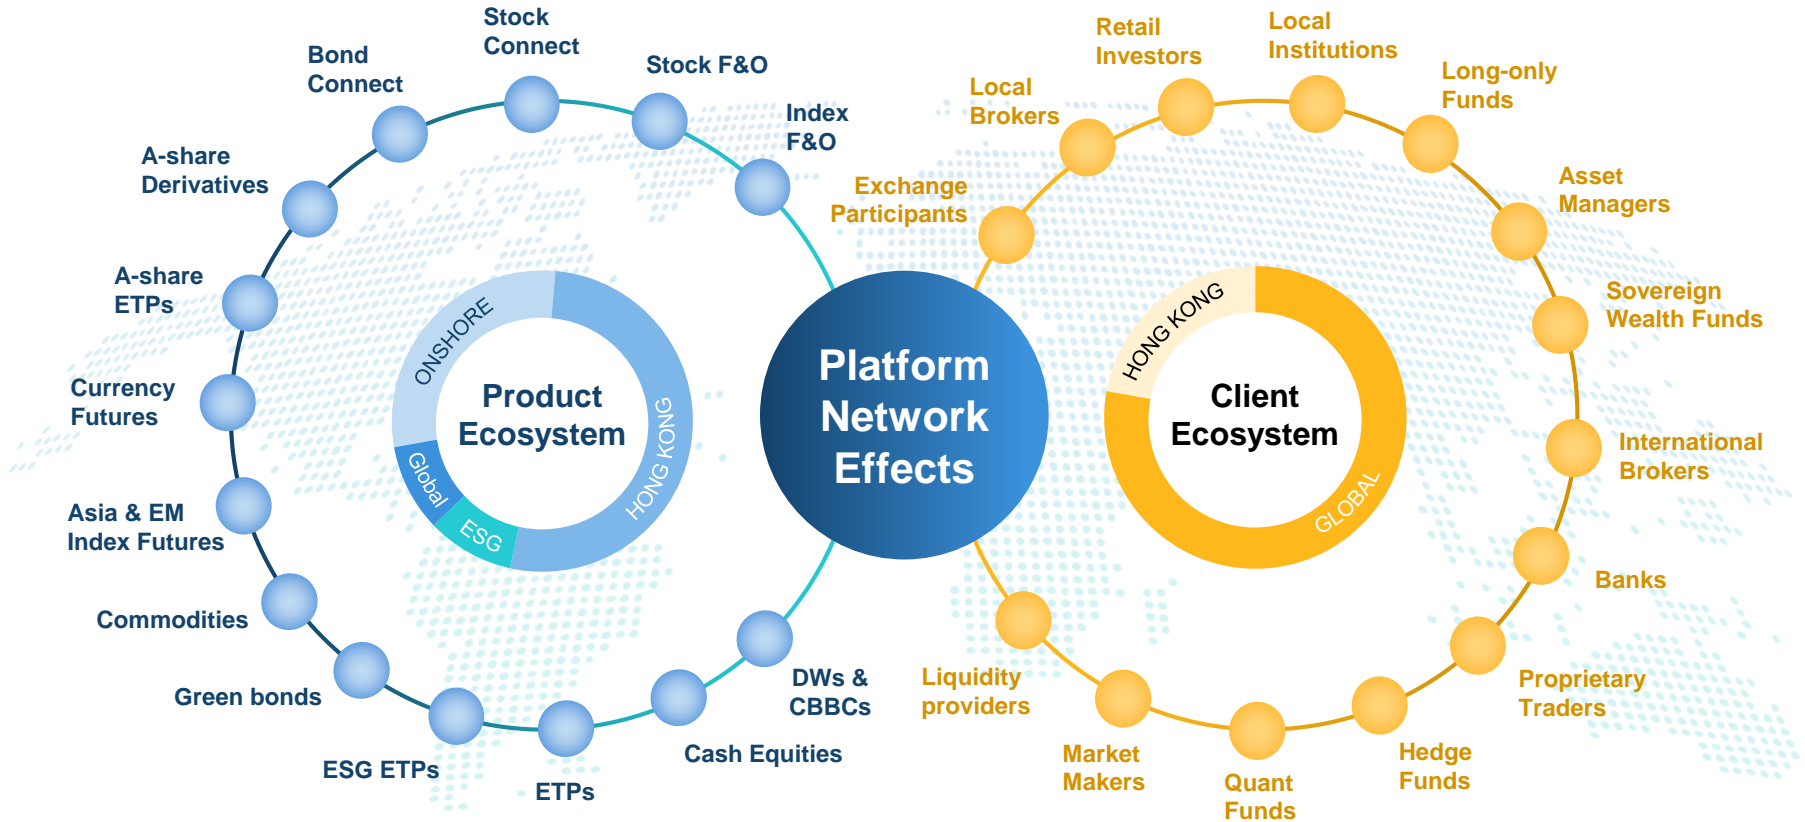 Stock
Connect
Bond
Connect
Stock F&O
Index
F&O
A-share
Derivatives
A-share
ETPs
Currency
Futures
Asia & EM
Index Futures
Commodities
Green bonds
ESG ETPs
ETPs
Cash Equities
DWs &
CBBCs
ONSHORE
HONG KONG
Global
ESG
Product
Ecosystem
Platform
Network
Effects
Retail
Investors
Local
Institutions
Local
Brokers
Long-only
Funds
Exchange
Participants
Asset
Managers
Sovereign
Wealth Funds
International
Brokers
Banks
Proprietary
Traders
Hedge
Funds
Quant
Funds
Market
Makers
Liquidity
providers
HONG KONG
GLOBAL
Client
Ecosystem